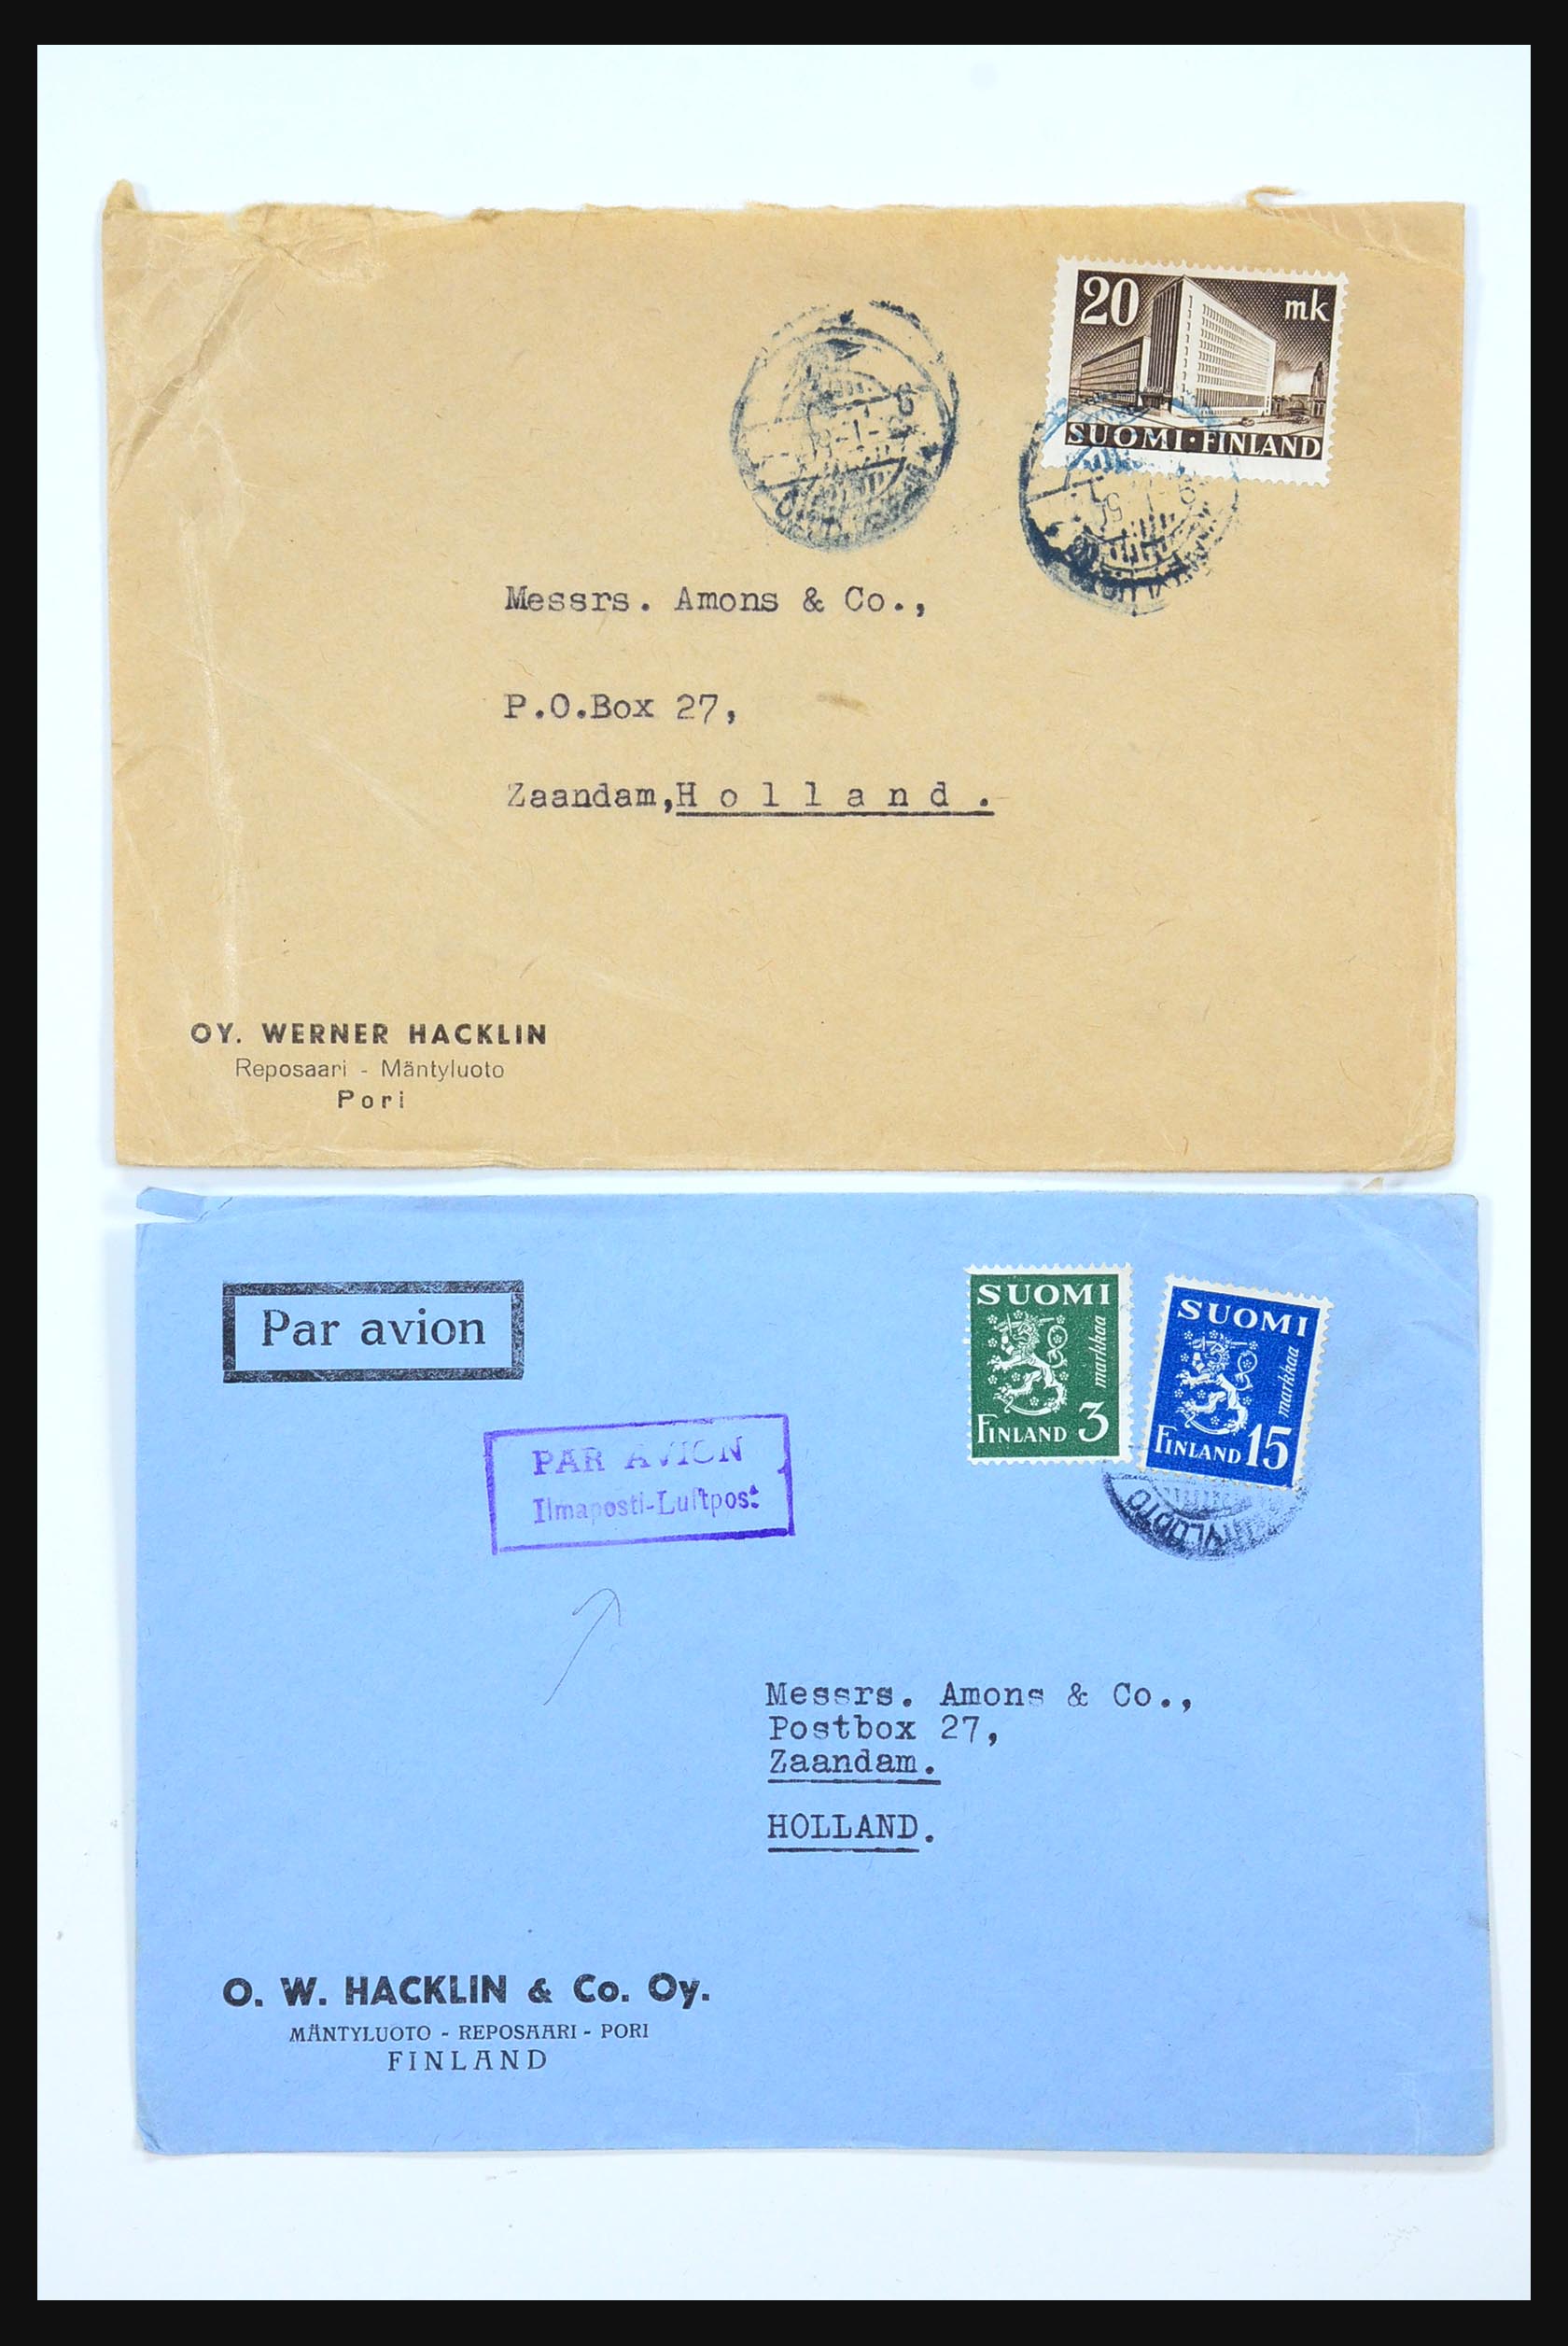 20 mk
SUOMI·FINLAND
Messrs. Amons & Co.,
P.O.Box 27,
Zaandam,Holland.
OY. WERNER HACKLIN
Reposaari - Mäntyluoto
Pori
Par avion
SUOMI
markkaa
FINLAND 3
SUOMI
markkaa
FINLAND 15
PAR AVION
Ilmaposti-Luftpost
Messrs. Amons & Co.,
Postbox 27,
Zaandam.
HOLLAND.
O. W. HACKLIN & Co. Oy.
MÄNTYLUOTO - REPOSAARI - PORI
FINLAND